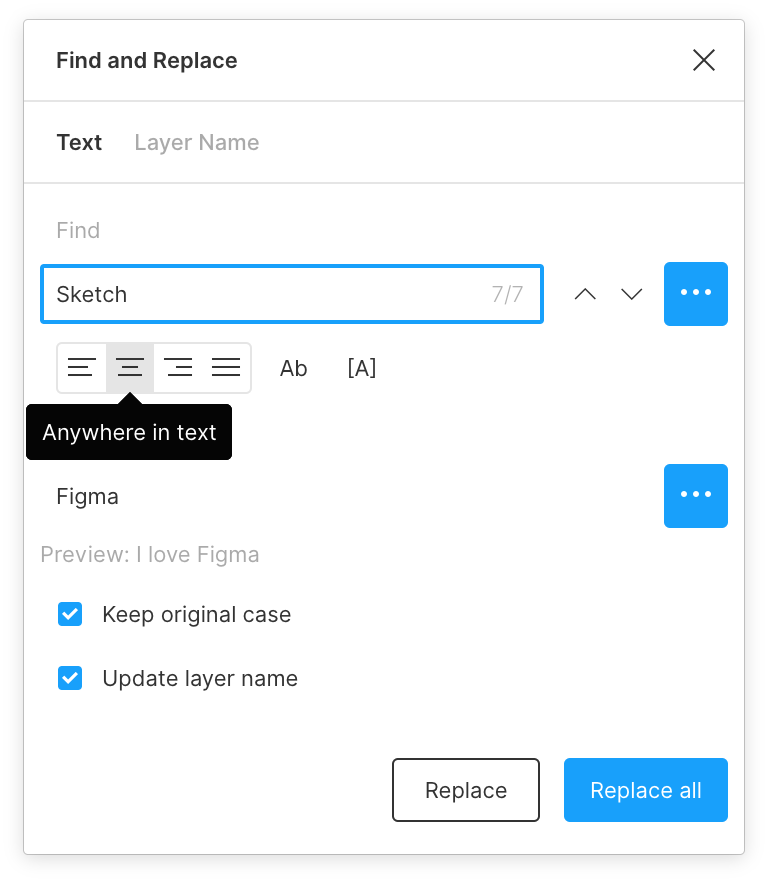 Find and Replace
Text Layer Name
Find
Sketch 7/7
Ab [A]
Anywhere in text
Figma
Preview: I love Figma
Keep original case
Update layer name
Replace Replace all